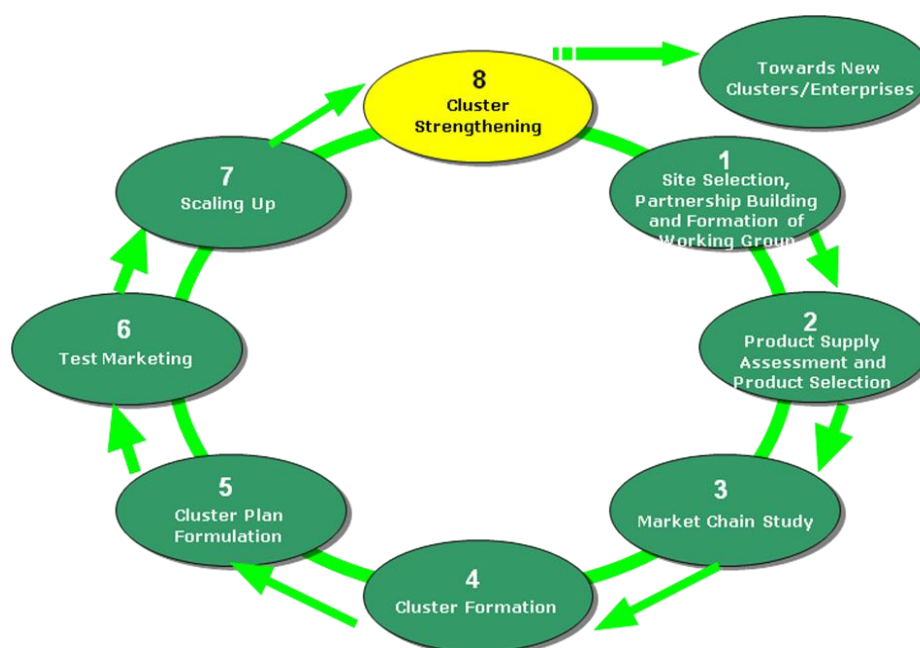 8
Cluster
Strengthening
Towards New
Clusters/Enterprises
1
Site Selection,
Partnership Building
and Formation of
Working Group
2
Product Supply
Assessment and
Product Selection
3
Market Chain Study
4
Cluster Formation
5
Cluster Plan
Formulation
6
Test Marketing
7
Scaling Up